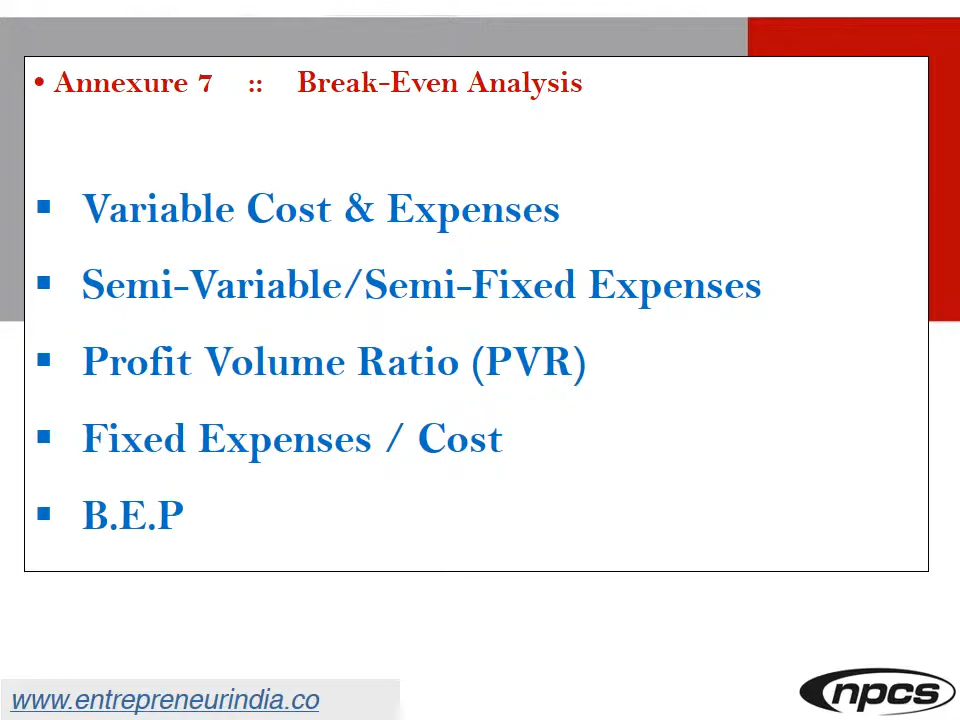 • Annexure 7 :: Break-Even Analysis
▪ Variable Cost & Expenses
▪ Semi-Variable/Semi-Fixed Expenses
▪ Profit Volume Ratio (PVR)
▪ Fixed Expenses / Cost
▪ B.E.P
www.entrepreneurindia.co
npcs